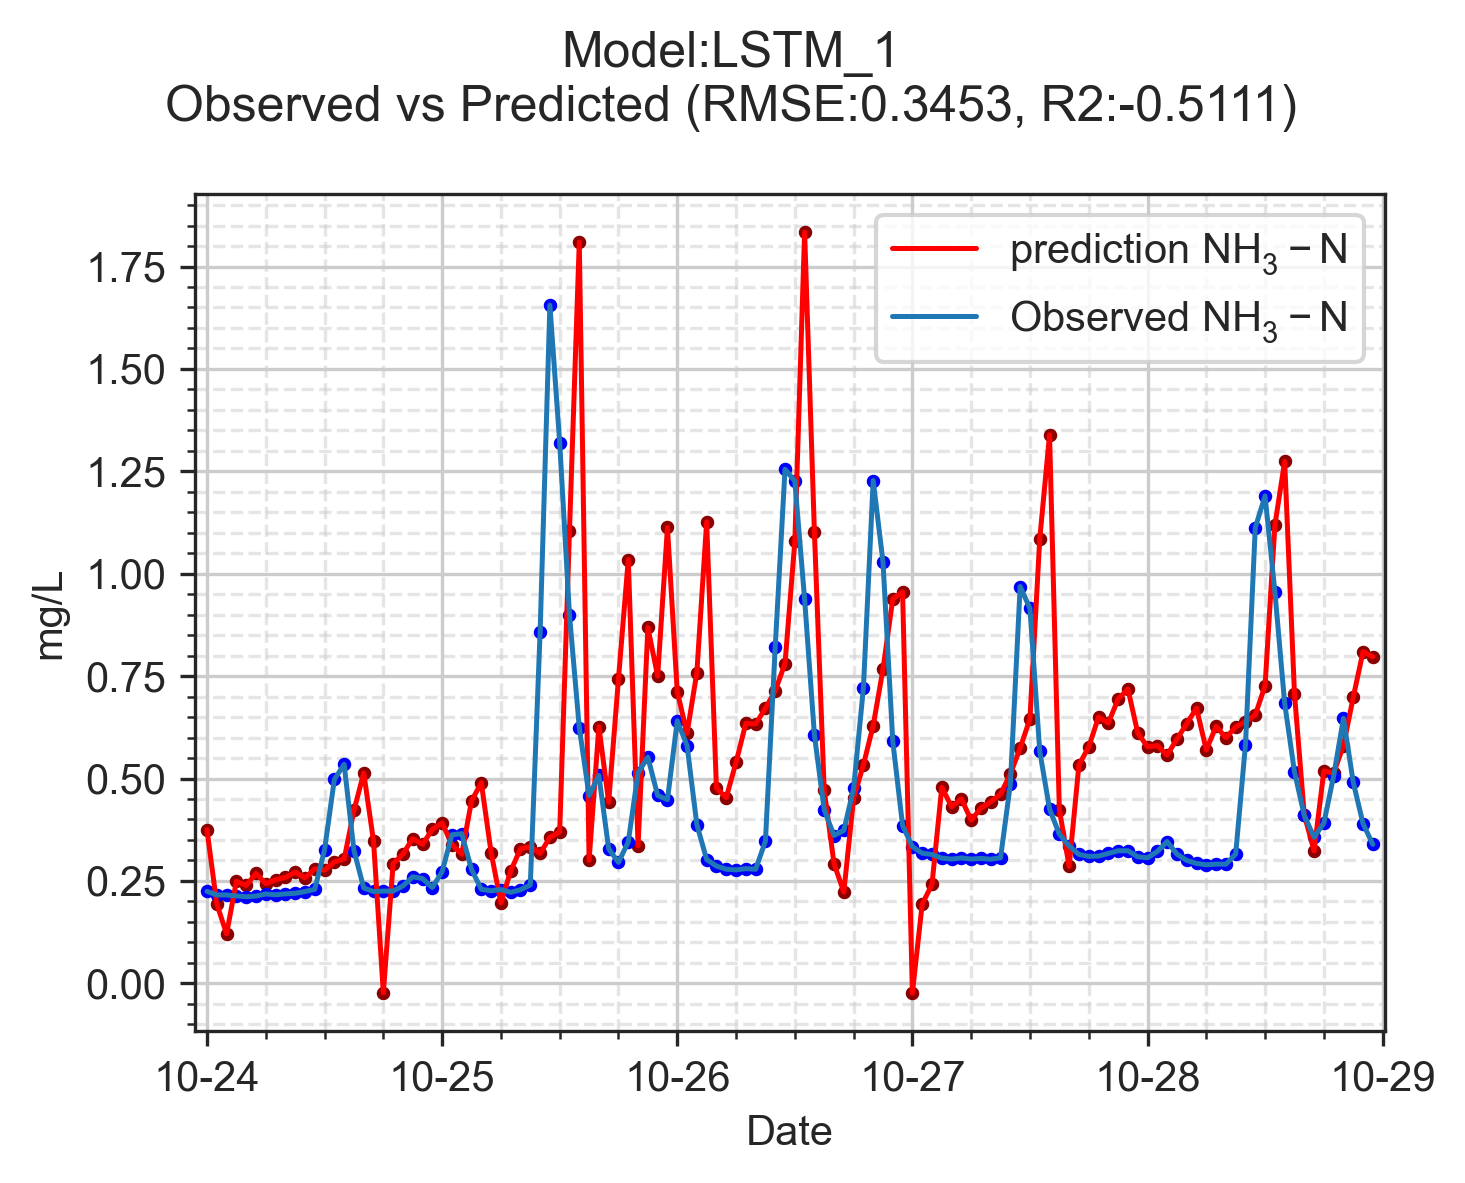 Model:LSTM_1
Observed vs Predicted (RMSE:0.3453, R2:-0.5111)
prediction NH₃ − N
Observed NH₃ − N
1.75
1.50
1.25
1.00
0.75
0.50
0.25
0.00
mg/L
10-24
10-25
10-26
10-27
10-28
10-29
Date